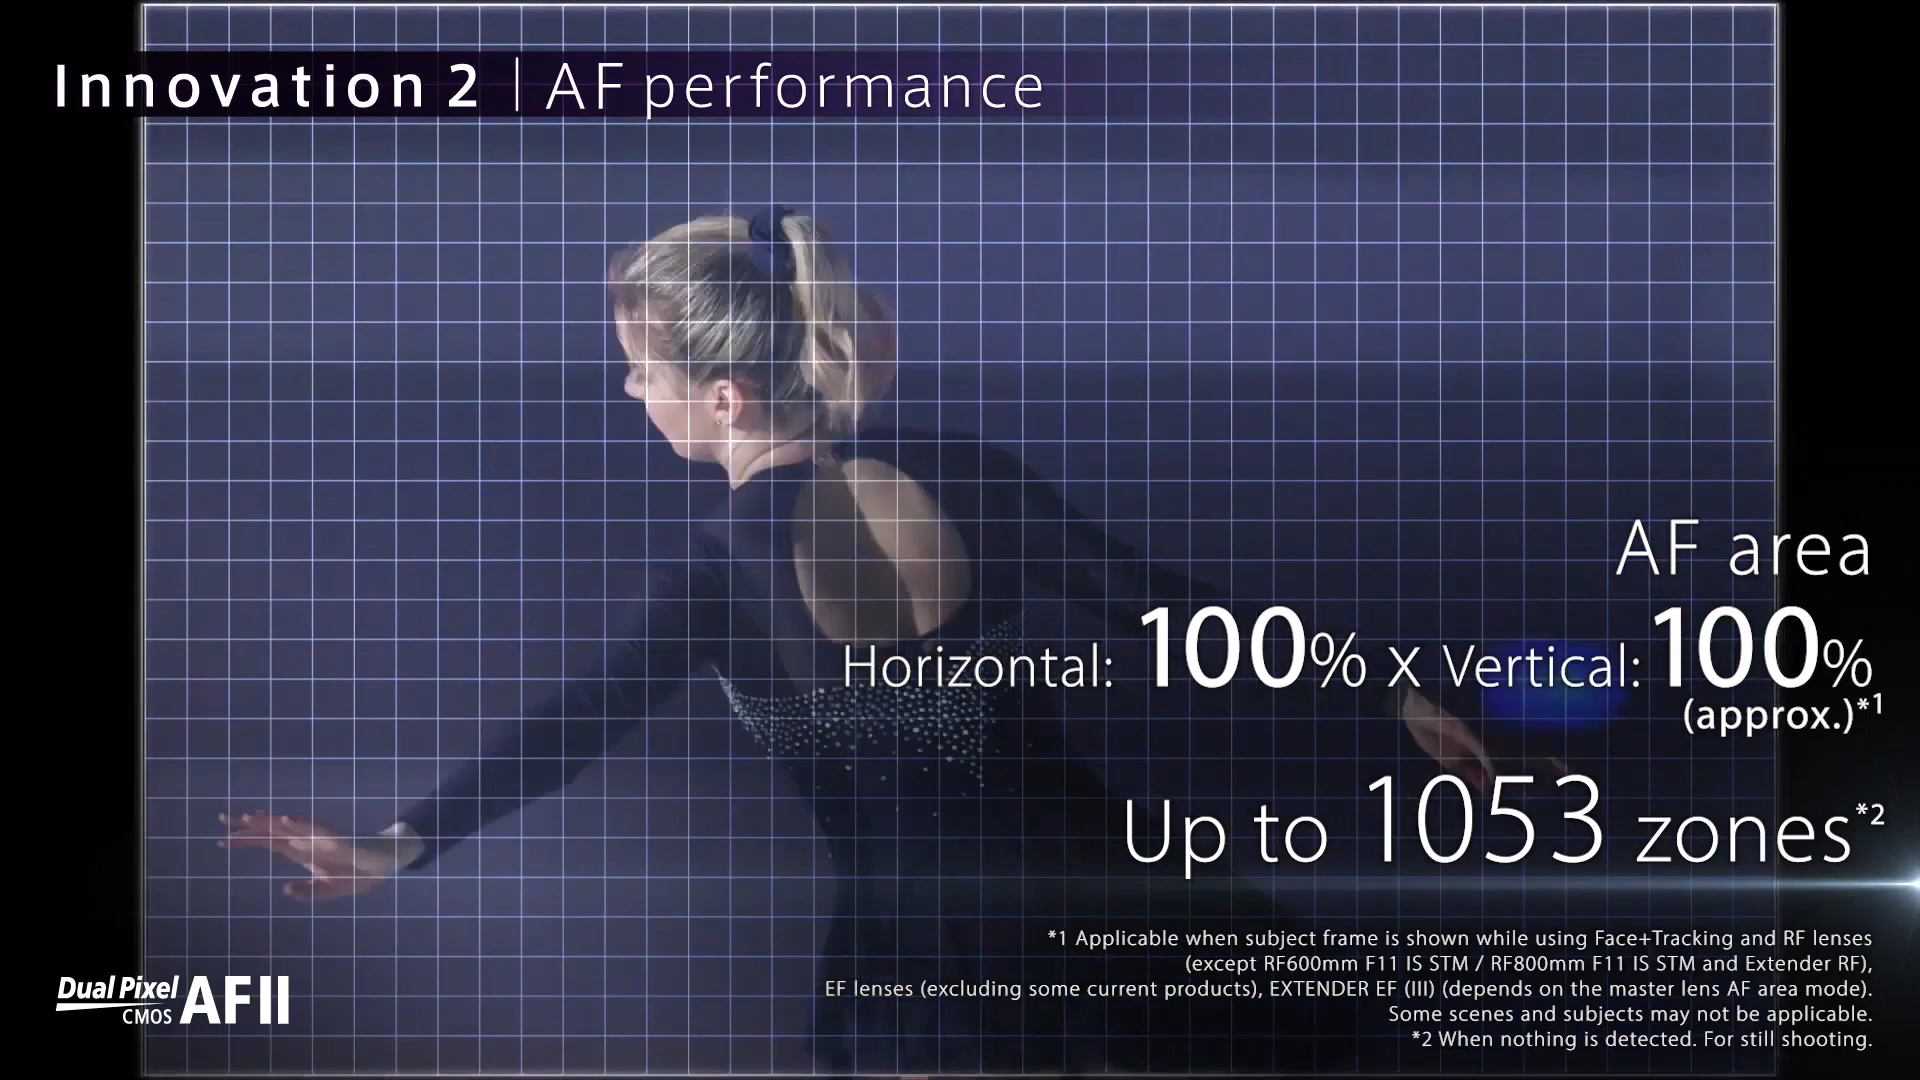 Innovation 2 | AF performance
AF area
Horizontal: 100% X Vertical: 100%
(approx.)*1
Up to 1053 zones*2
*1 Applicable when subject frame is shown while using Face+Tracking and RF lenses
(except RF600mm F11 IS STM / RF800mm F11 IS STM and Extender RF),
EF lenses (excluding some current products), EXTENDER EF (III) (depends on the master lens AF area mode).
Some scenes and subjects may not be applicable.
*2 When nothing is detected. For still shooting.
Dual Pixel
CMOS AF II